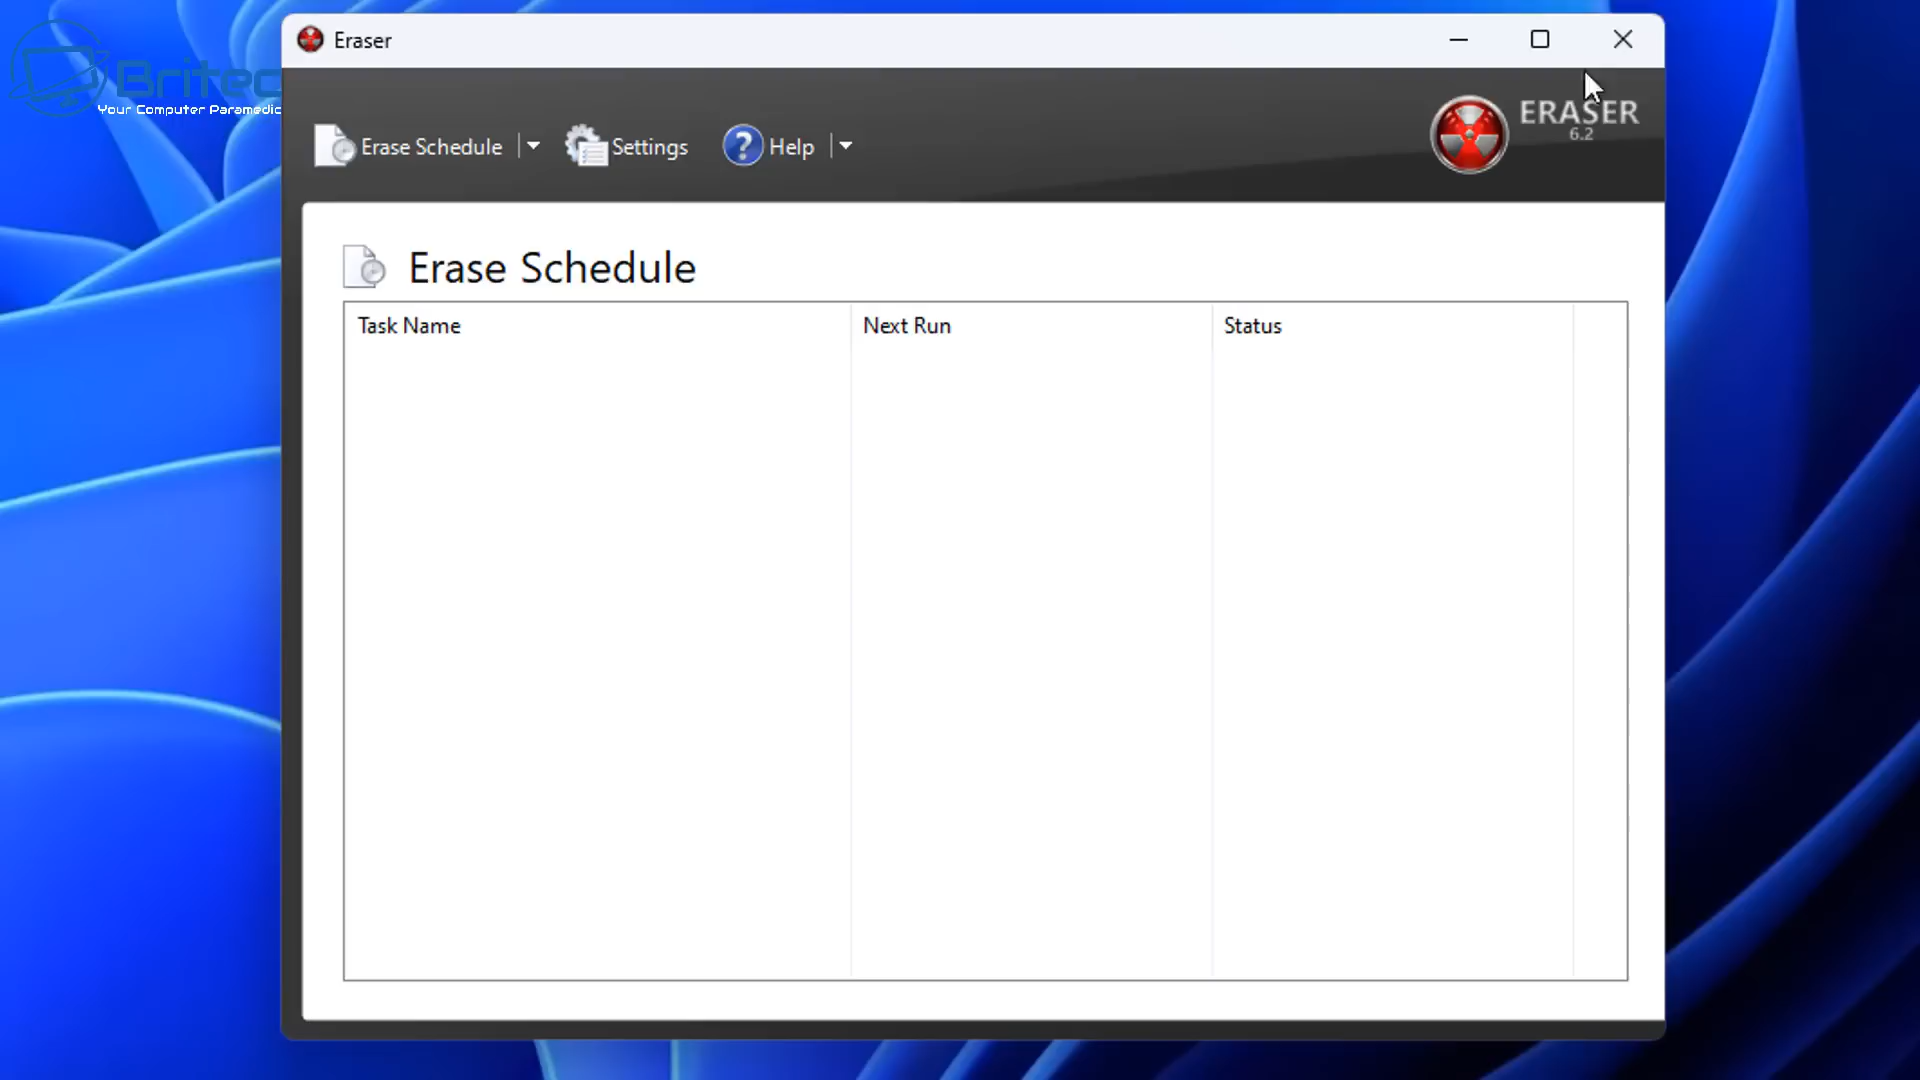 Eraser
Britec
Your Computer Paramedic
Erase Schedule
Settings
Help
ERASER
6.2
Erase Schedule
Task Name
Next Run
Status